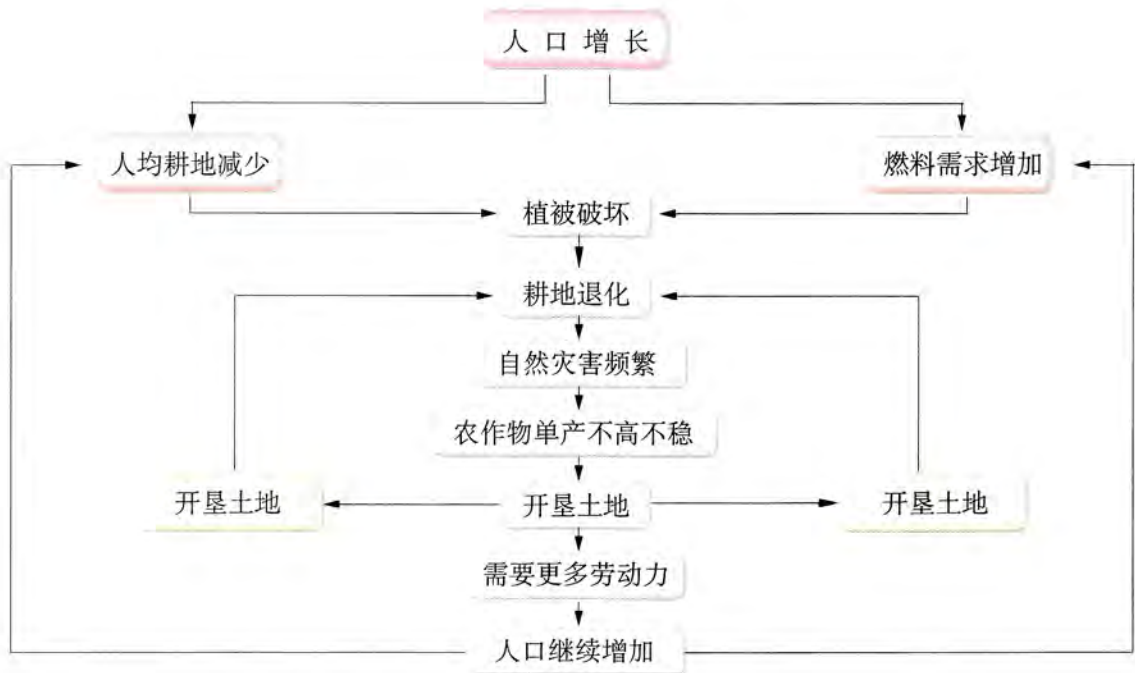 人口增长
人均耕地减少
燃料需求增加
植被破坏
耕地退化
自然灾害频繁
农作物单产不高不稳
开垦土地
开垦土地
开垦土地
需要更多劳动力
人口继续增加